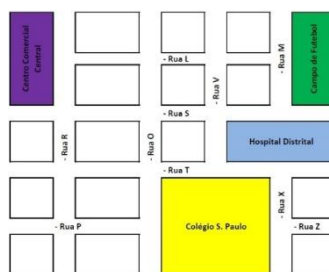 Centro Comercial
Central
- Rua L
- Rua M
Campo de Futebol
- Rua V
- Rua S
- Rua R
- Rua O
Hospital Distrital
- Rua T
- Rua P
Colégio S. Paulo
- Rua X
- Rua Z